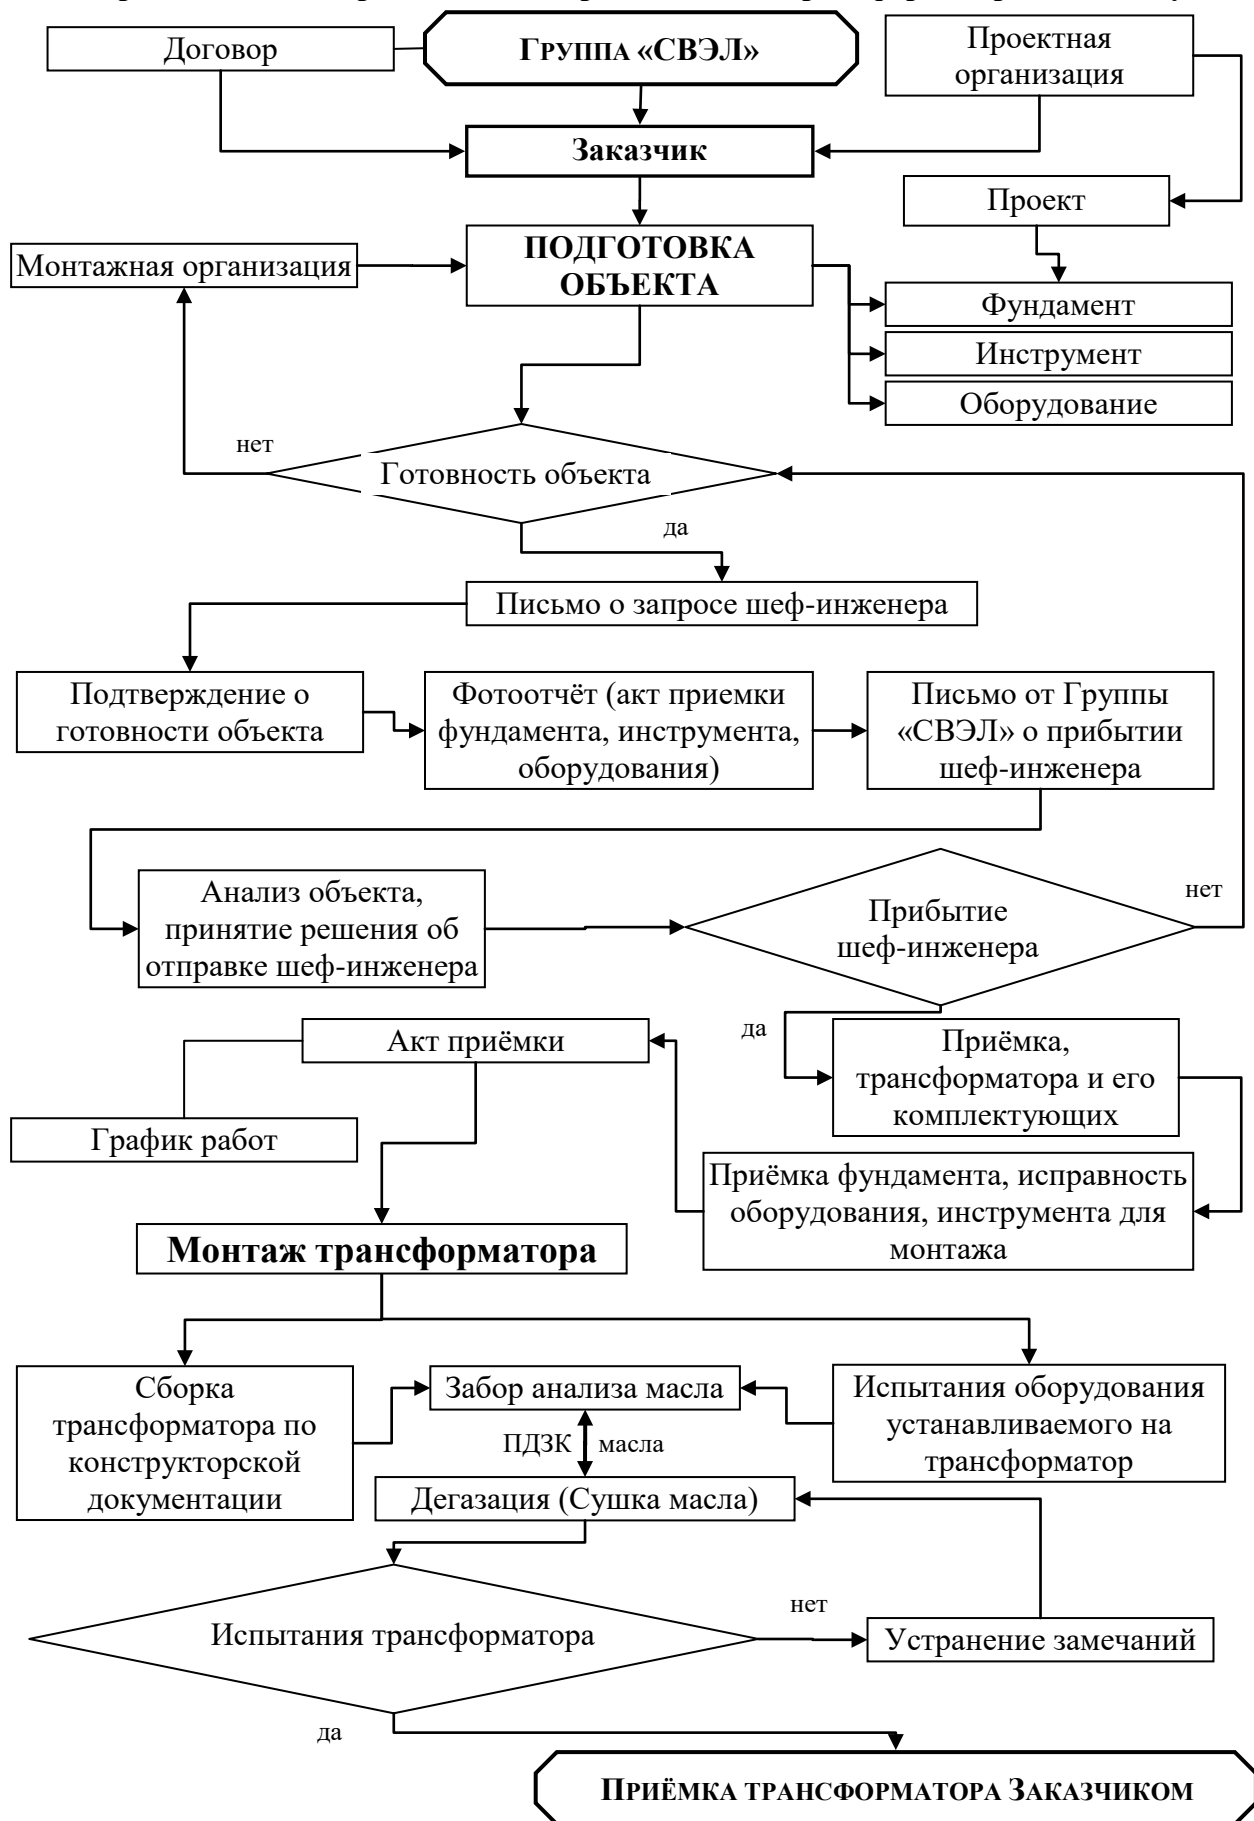 Договор
ГРУППА «СВЭЛ»
Проектная
организация
Заказчик
Проект
Монтажная организация
ПОДГОТОВКА
ОБЪЕКТА
Фундамент
Инструмент
Оборудование
нет
Готовность объекта
да
Письмо о запросе шеф-инженера
Подтверждение о
готовности объекта
Фотоотчёт (акт приемки
фундамента, инструмента,
оборудования)
Письмо от Группы
«СВЭЛ» о прибытии
шеф-инженера
Анализ объекта,
принятие решения об
отправке шеф-инженера
Прибытие
шеф-инженера
нет
да
Акт приёмки
Приёмка,
трансформатора и его
комплектующих
График работ
Приёмка фундамента, исправность
оборудования, инструмента для
монтажа
Монтаж трансформатора
Сборка
трансформатора по
конструкторской
документации
Забор анализа масла
Испытания оборудования
устанавливаемого на
трансформатор
ПДЗК масла
Дегазация (Сушка масла)
Испытания трансформатора
нет
Устранение замечаний
да
ПРИЁМКА ТРАНСФОРМАТОРА ЗАКАЗЧИКОМ